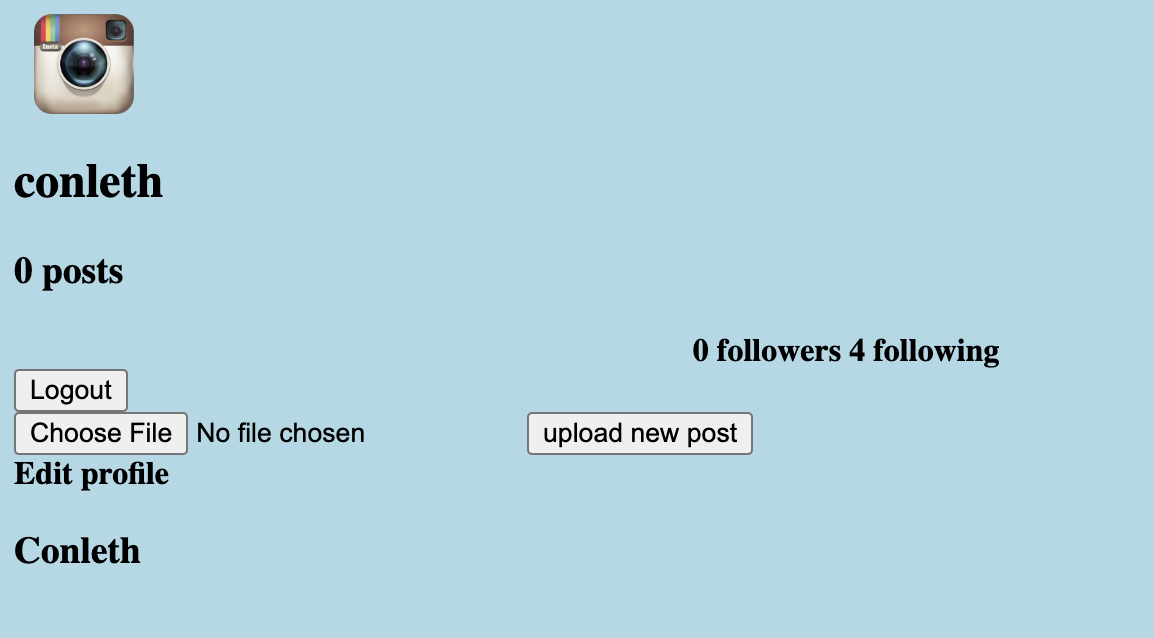 Insta
conleth
0 posts
0 followers 4 following
Logout
Choose File No file chosen upload new post
Edit profile
Conleth